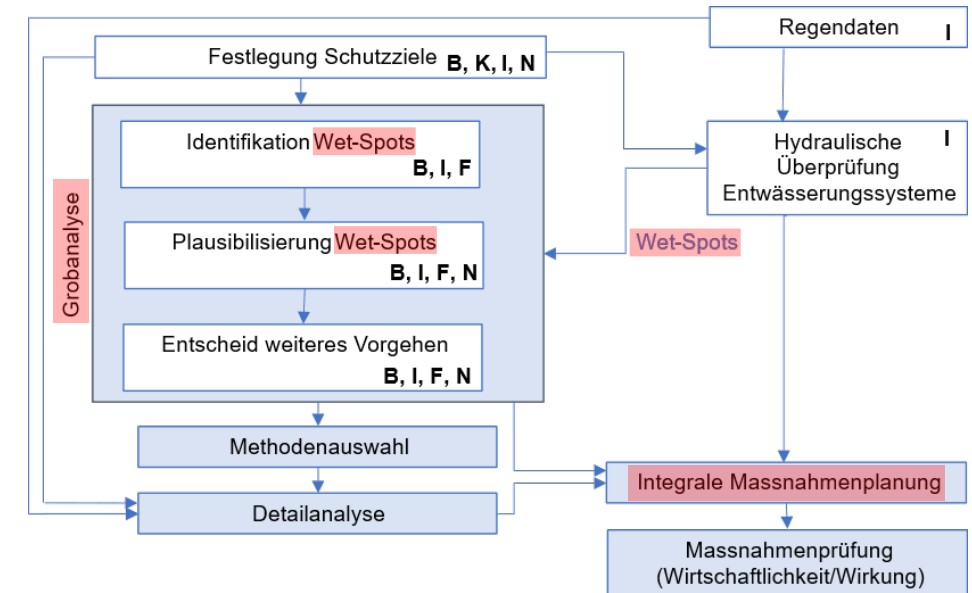 Regendaten I
Festlegung Schutzziele B, K, I, N
Identifikation Wet-Spots
B, I, F
Hydraulische I
Überprüfung
Entwässerungssysteme
Grobanalyse
Plausibilisierung Wet-Spots
B, I, F, N
Wet-Spots
Entscheid weiteres Vorgehen
B, I, F, N
Methodenauswahl
Integrale Massnahmenplanung
Detailanalyse
Massnahmenprüfung
(Wirtschaftlichkeit/Wirkung)